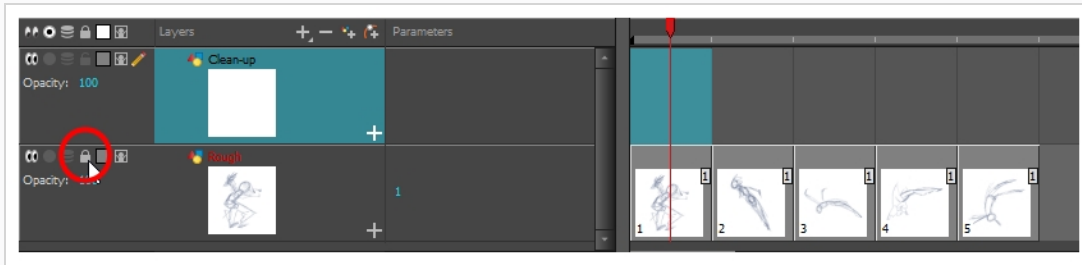 Layers Parameters
Clean-up
Opacity: 100
Rough
Opacity:
1
1 1 1 1 1
1 2 3 4 5